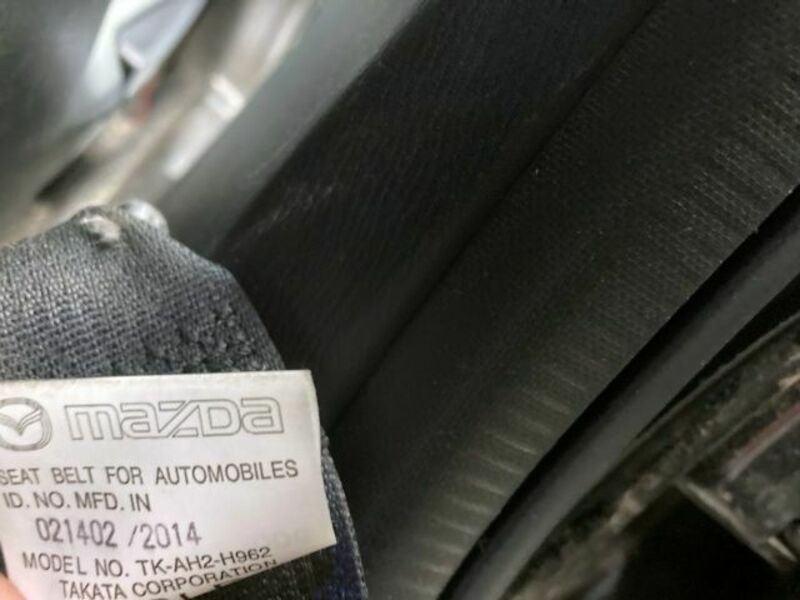 mazda
SEAT BELT FOR AUTOMOBILES
ID. NO. MFD. IN
021402 /2014
MODEL NO. TK-AH2-H962
TAKATA CORPORATION